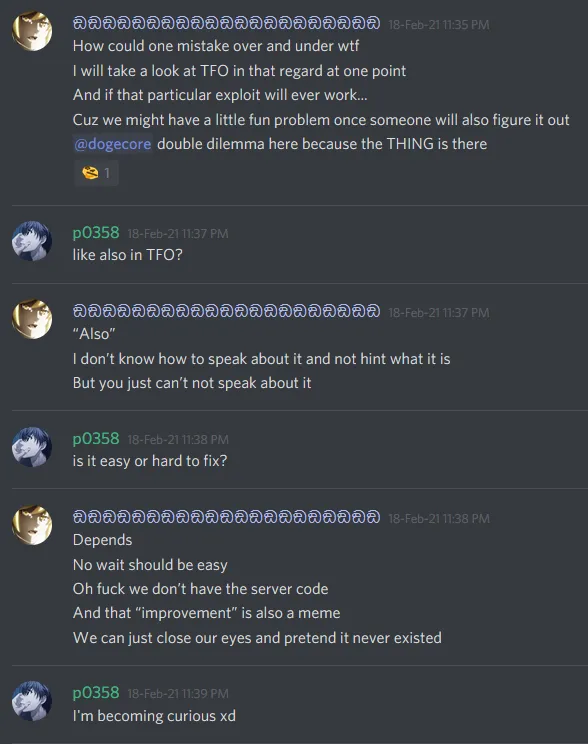 ඞඞඞඞඞඞඞඞඞඞඞඞඞඞඞඞඞඞඞඞඞ 18-Feb-21 11:35 PM
How could one mistake over and under wtf
I will take a look at TFO in that regard at one point
And if that particular exploit will ever work...
Cuz we might have a little fun problem once someone will also figure it out
@dogecore double dilemma here because the THING is there
1
p0358 18-Feb-21 11:37 PM
like also in TFO?
ඞඞඞඞඞඞඞඞඞඞඞඞඞඞඞඞඞඞඞඞඞ 18-Feb-21 11:37 PM
“Also”
I don’t know how to speak about it and not hint what it is
But you just can’t not speak about it
p0358 18-Feb-21 11:38 PM
is it easy or hard to fix?
ඞඞඞඞඞඞඞඞඞඞඞඞඞඞඞඞඞඞඞඞඞ 18-Feb-21 11:38 PM
Depends
No wait should be easy
Oh fuck we don’t have the server code
And that “improvement” is also a meme
We can just close our eyes and pretend it never existed
p0358 18-Feb-21 11:39 PM
I'm becoming curious xd